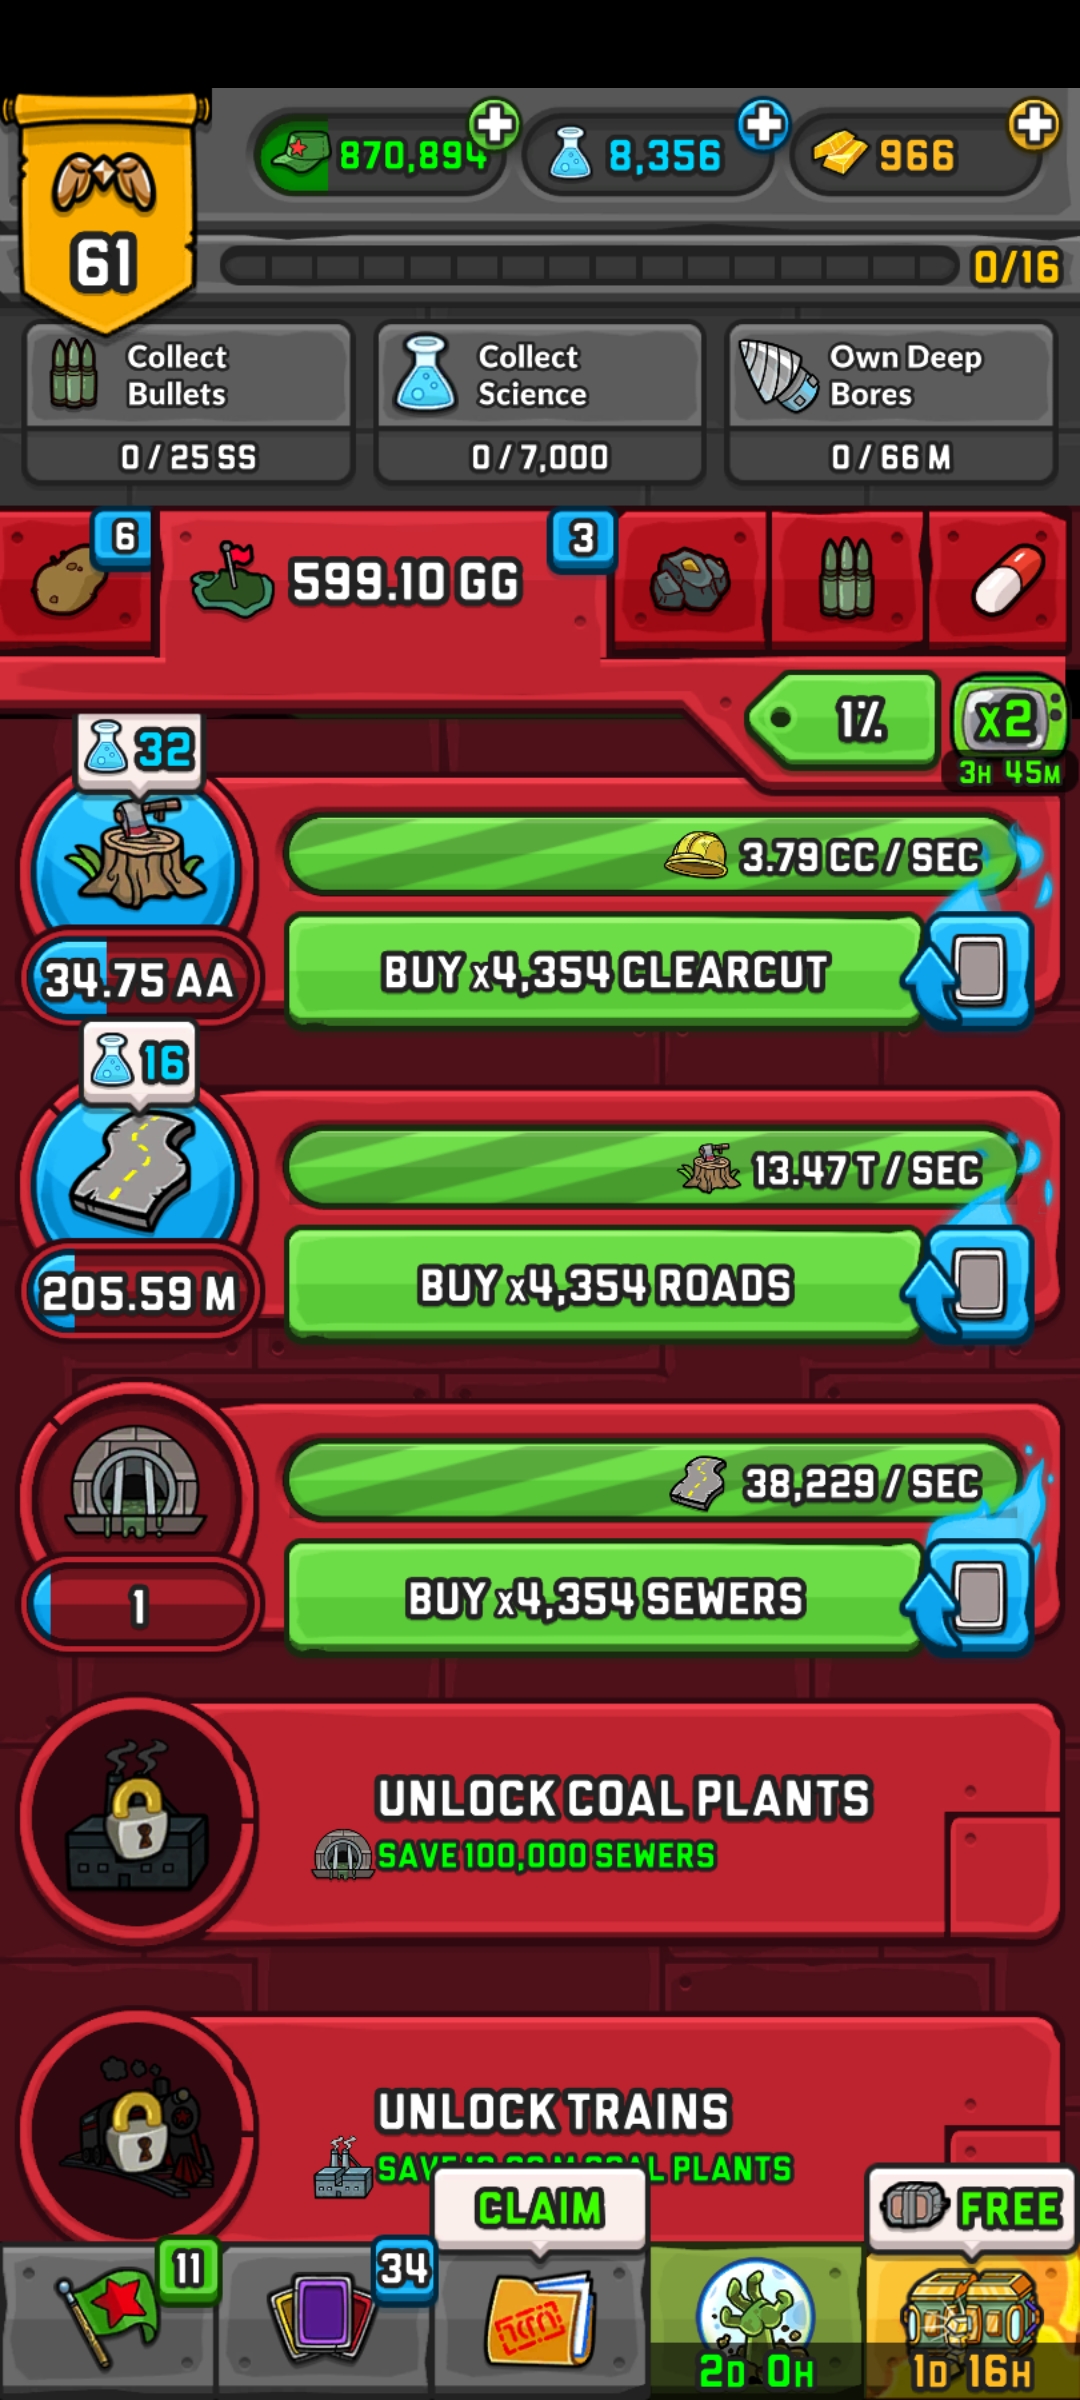 61
870,894
8,356
966
0/16
Collect
Bullets
0 / 25 SS
Collect
Science
0 / 7,000
Own Deep
Bores
0 / 66 M
6
599.10 GG
3
1%
x2
3H 45M
32
3.79 CC / SEC
34.75 AA
BUY x4,354 CLEARCUT
16
13.47 T / SEC
205.59 M
BUY x4,354 ROADS
38,229 / SEC
1
BUY x4,354 SEWERS
UNLOCK COAL PLANTS
SAVE 100,000 SEWERS
UNLOCK TRAINS
PLANTS
CLAIM
FREE
11
34
2D 0H
1D 16H